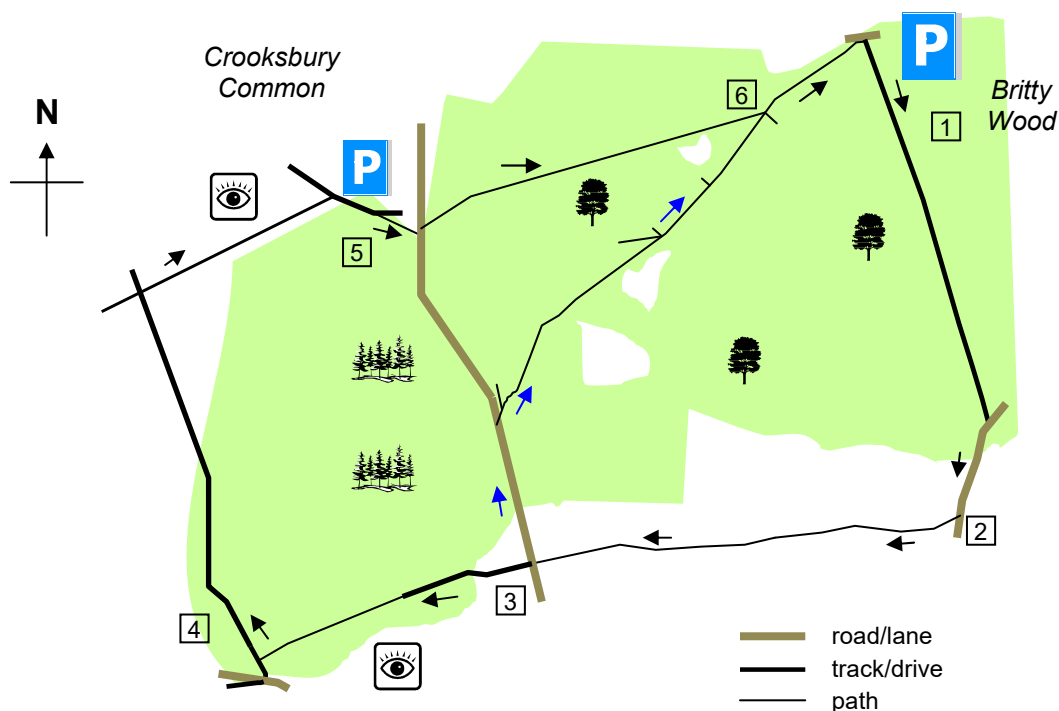 Crooksbury
Common
N
P
P
Britty
Wood
6
1
5
2
3
4
road/lane
track/drive
path